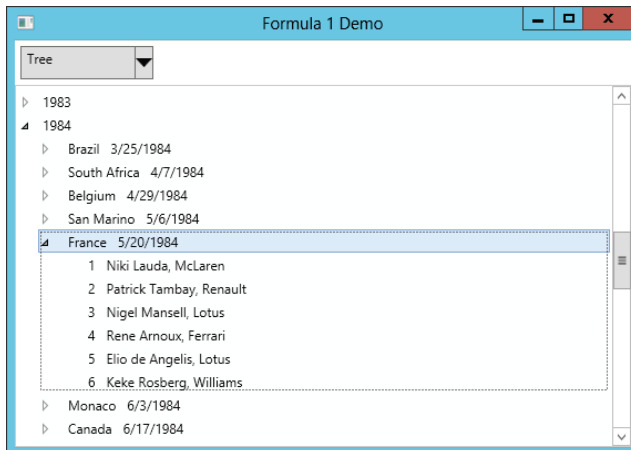 Formula 1 Demo
Tree
1983
1984
Brazil 3/25/1984
South Africa 4/7/1984
Belgium 4/29/1984
San Marino 5/6/1984
France 5/20/1984
1 Niki Lauda, McLaren
2 Patrick Tambay, Renault
3 Nigel Mansell, Lotus
4 Rene Arnoux, Ferrari
5 Elio de Angelis, Lotus
6 Keke Rosberg, Williams
Monaco 6/3/1984
Canada 6/17/1984